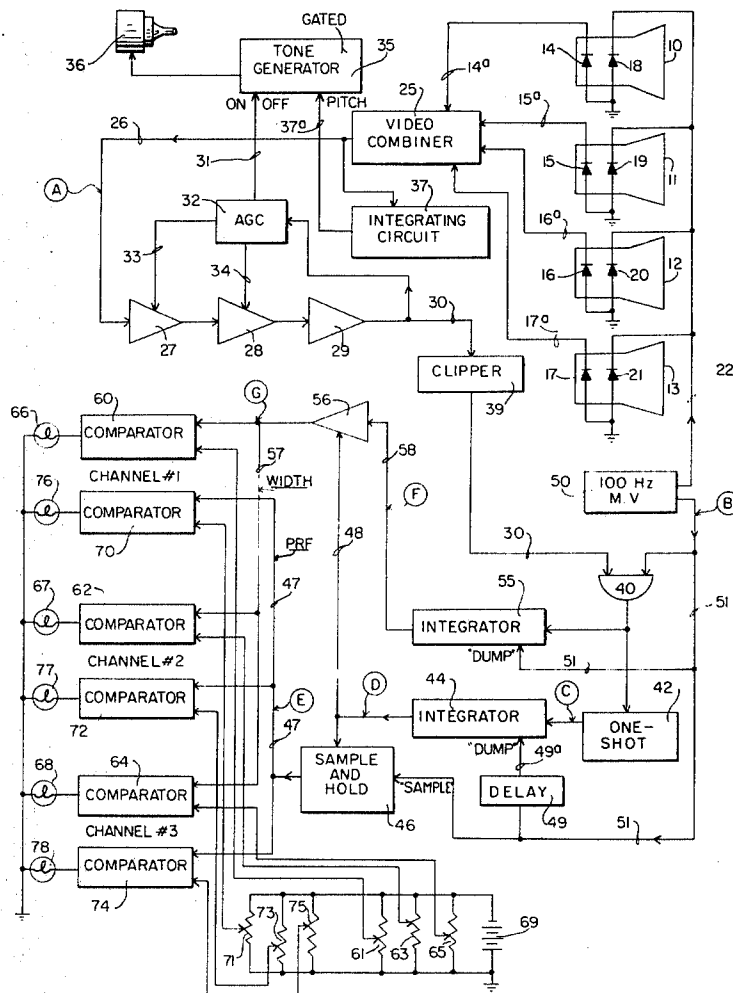 GATED
TONE
GENERATOR
36
35
ON
OFF
PITCH
37a
31
26
A
14a
25
VIDEO
COMBINER
14
18
10
15a
15
19
11
32
AGC
37
INTEGRATING
CIRCUIT
16a
33
34
16
20
12
27
28
29
30
17a
17
21
13
22
CLIPPER
39
66
60
COMPARATOR
G
56
57
58
CHANNEL #1
WIDTH
76
COMPARATOR
70
F
50
100 Hz
M.V
B
PRF
48
30
40
67
62
COMPARATOR
47
55
INTEGRATOR
"DUMP"
51
51
CHANNEL #2
77
COMPARATOR
72
E
D
44
INTEGRATOR
C
42
ONE-
SHOT
47
"DUMP"
49a
68
64
COMPARATOR
SAMPLE
AND
HOLD
46
"SAMPLE"
DELAY
49
51
CHANNEL #3
78
COMPARATOR
74
71
73
75
61
63
65
69